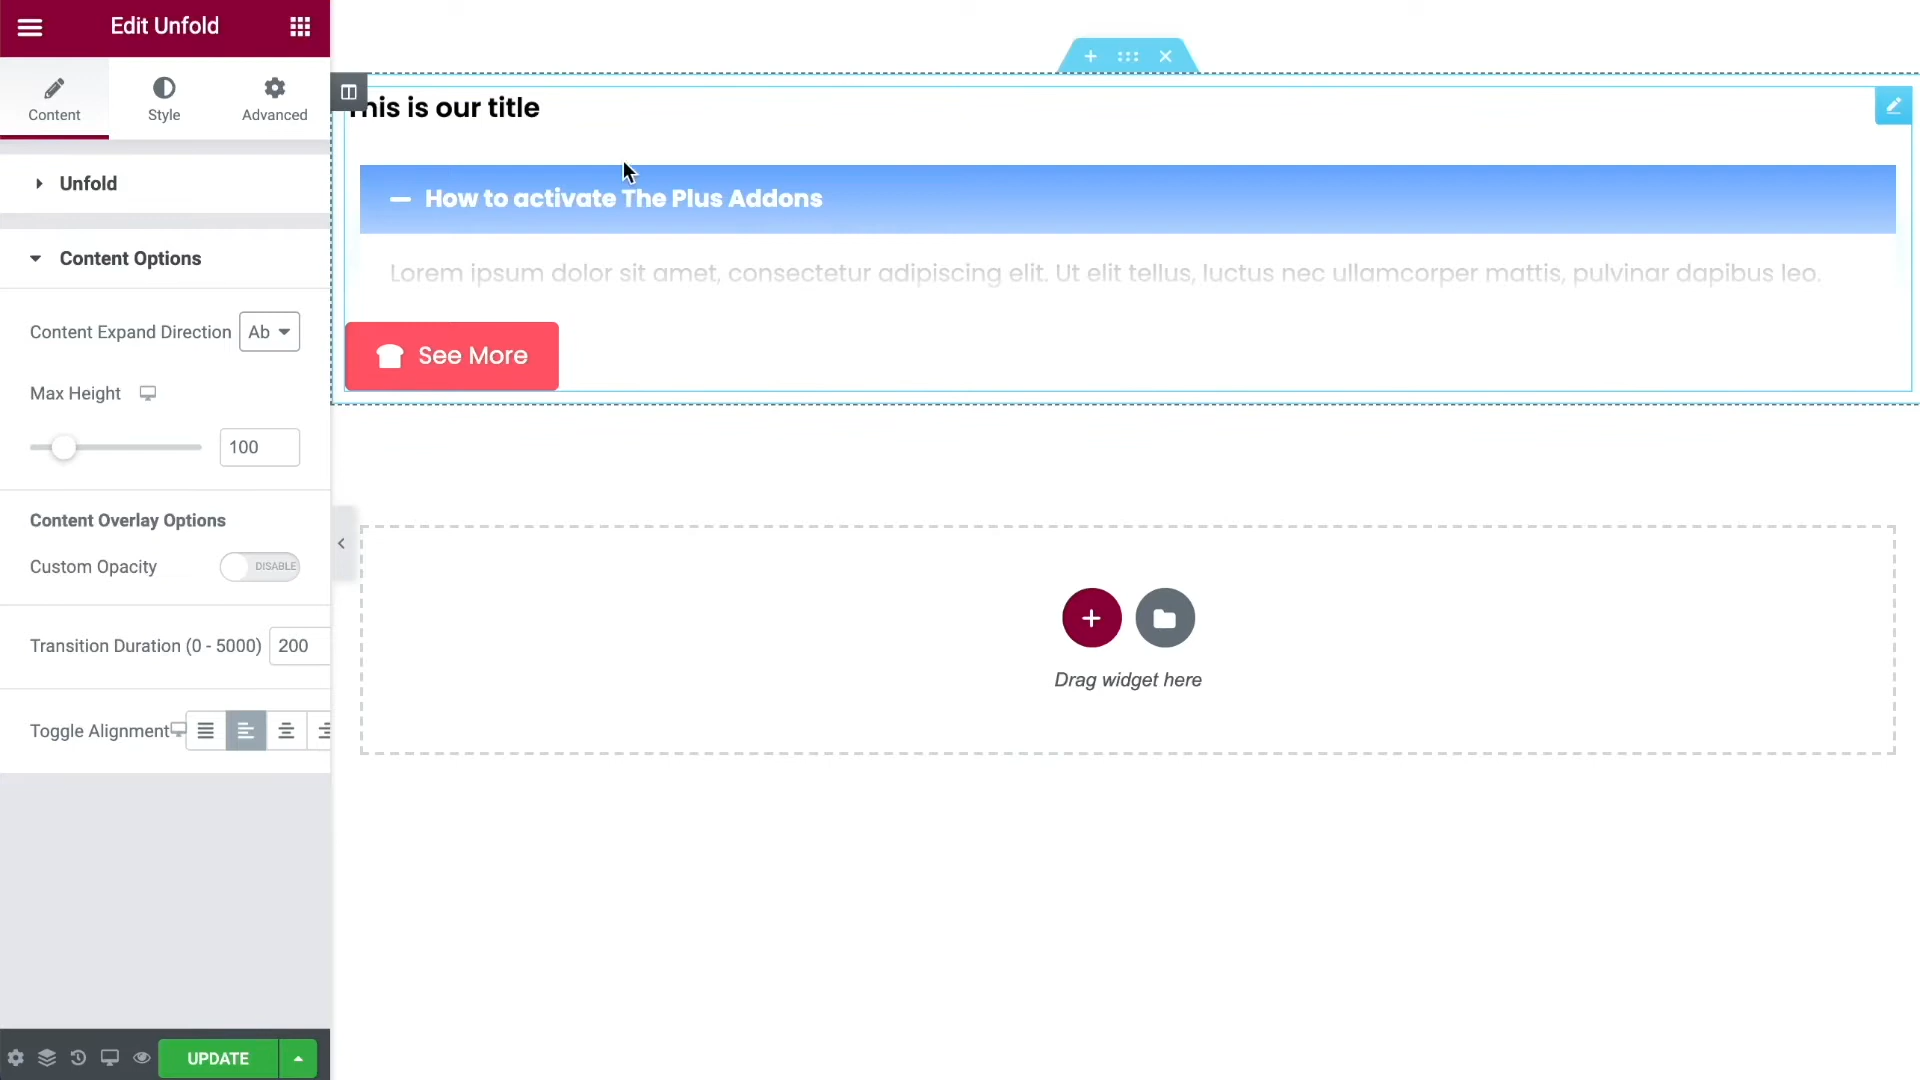 Edit Unfold
Content
Style
Advanced
Unfold
Content Options
Content Expand Direction
Ab
Max Height
100
Content Overlay Options
Custom Opacity
DISABLE
Transition Duration (0 - 5000)
200
Toggle Alignment
UPDATE
This is our title
How to activate The Plus Addons
Lorem ipsum dolor sit amet, consectetur adipiscing elit. Ut elit tellus, luctus nec ullamcorper mattis, pulvinar dapibus leo.
See More
Drag widget here